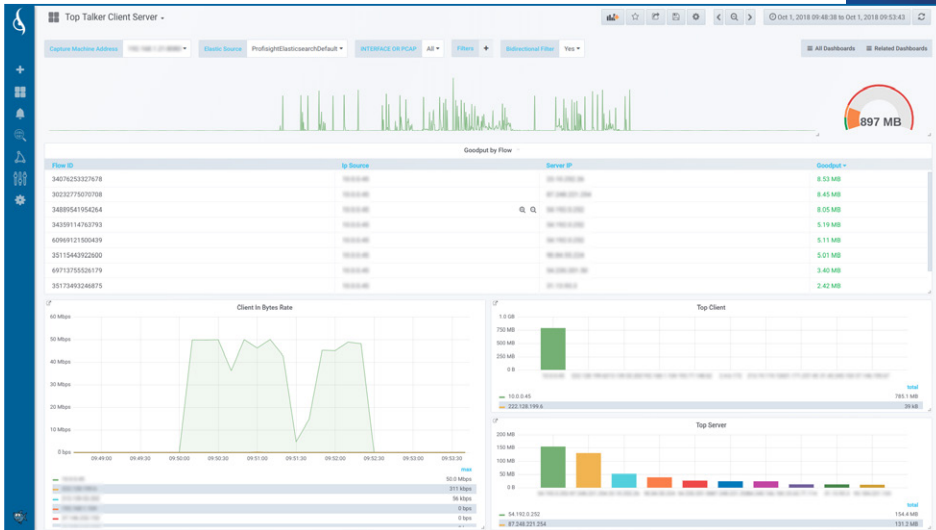 Top Talker Client Server
Oct 1, 2018 09:48:38 to Oct 1, 2018 09:53:43
Capture Machine Address
Elastic Source ProfisightElasticsearchDefault
INTERFACE OR PCAP All
Filters +
Bidirectional Filter Yes
All Dashboards Related Dashboards
897 MB
Goodput by Flow
Flow ID Ip Source Server IP Goodput
34076253327678 8.53 MB
30232775070708 8.45 MB
34889541954264 8.05 MB
34359114763793 5.19 MB
60969121500439 5.11 MB
35115443922600 5.01 MB
69713755526179 3.40 MB
35173493246875 2.42 MB
Client In Bytes Rate
60 Mbps
50 Mbps
40 Mbps
30 Mbps
20 Mbps
10 Mbps
0 bps
09:49:00 09:49:30 09:50:00 09:50:30 09:51:00 09:51:30 09:52:00 09:52:30 09:53:00 09:53:30
max
50.0 Mbps
311 kbps
56 kbps
0 bps
0 bps
Top Client
1.0 GB
750 MB
500 MB
250 MB
0 B
total
10.0.0.45 785.1 MB
222.128.199.6 39 kB
Top Server
200 MB
150 MB
100 MB
50 MB
0 B
total
54.192.0.252 154.4 MB
87.248.221.254 131.2 MB